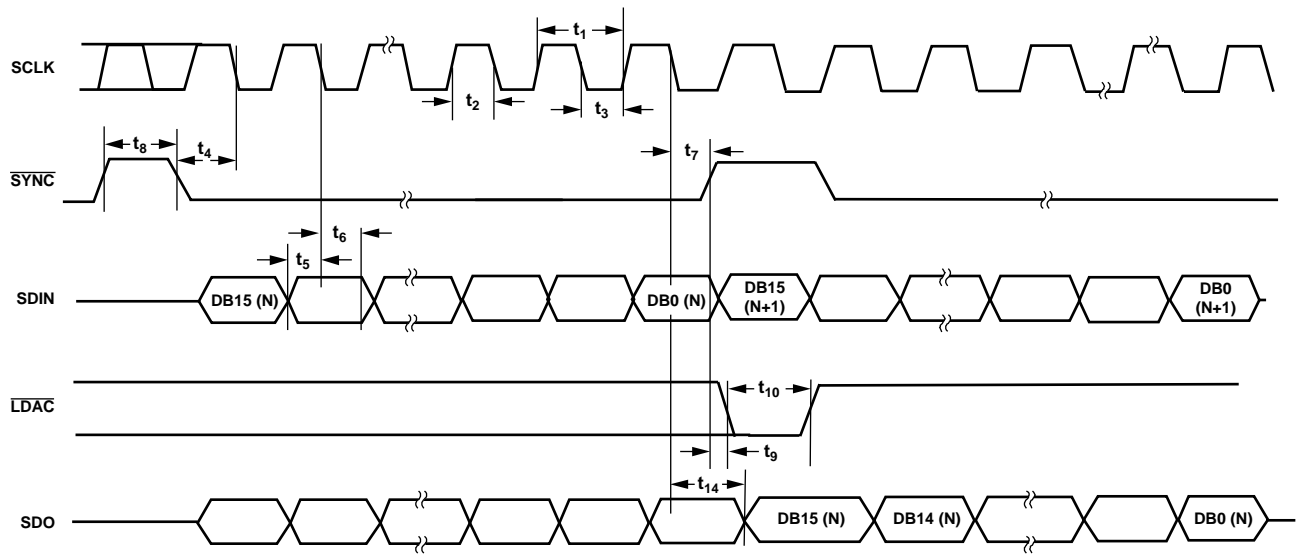 t1
SCLK
t2
t3
t8
t4
t7
SYNC
t6
t5
SDIN
DB15 (N)
DB0 (N)
DB15
(N+1)
DB0
(N+1)
t10
LDAC
t9
t14
SDO
DB15 (N)
DB14 (N)
DB0 (N)